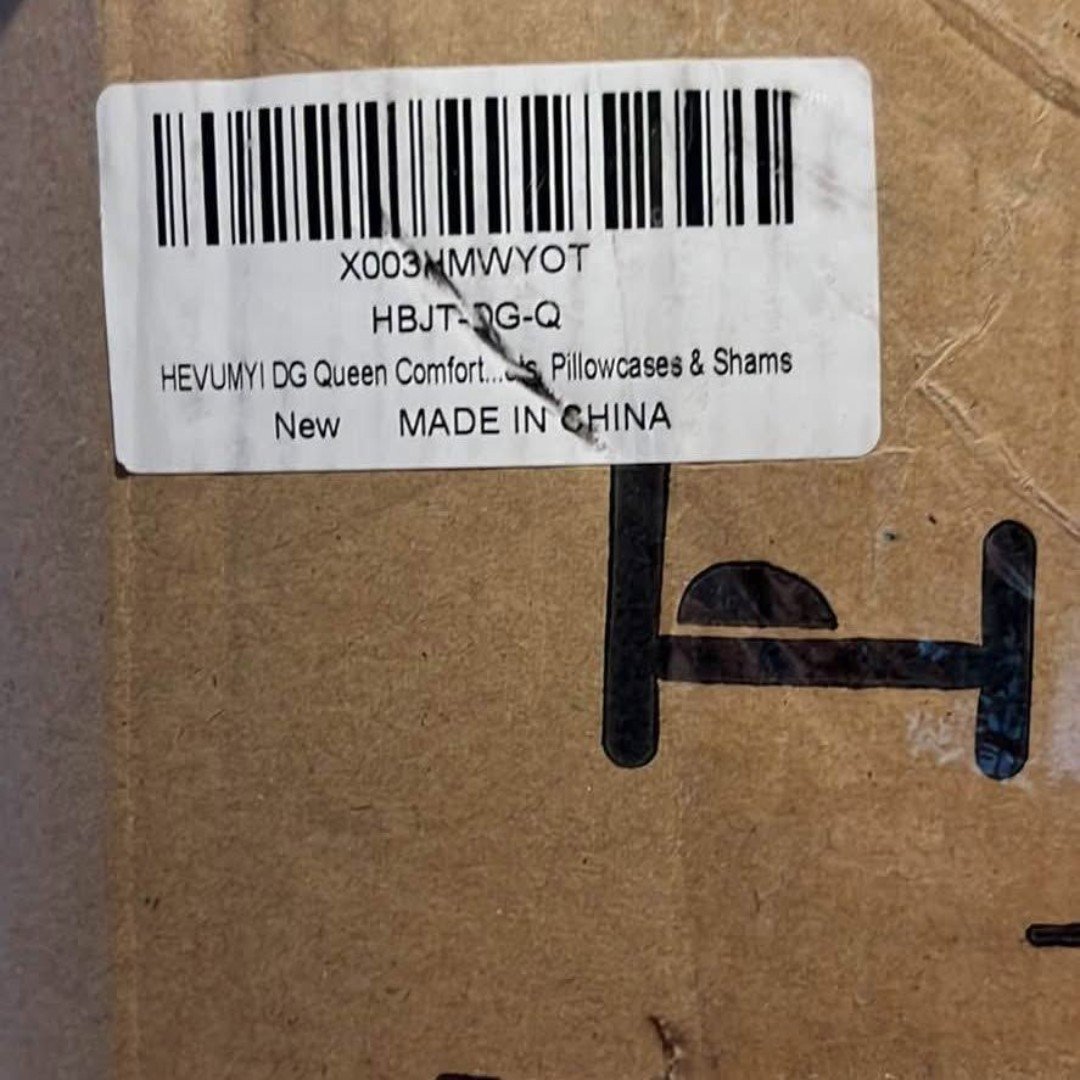 X003HMWYOT
HBJT-DG-Q
HEVUMYI DG Queen Comfort... Pillowcases & Shams
New MADE IN CHINA